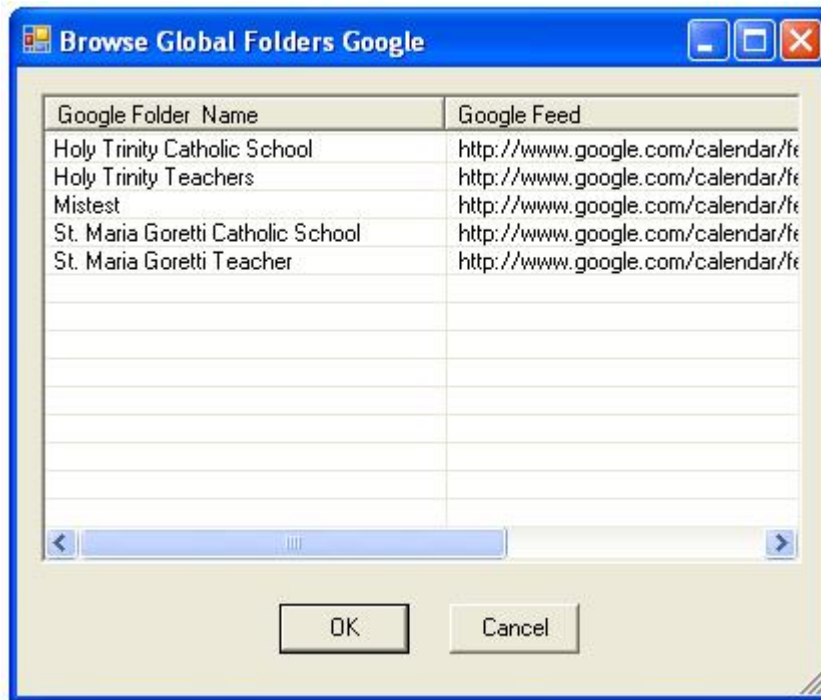 Browse Global Folders Google
Google Folder Name Google Feed
Holy Trinity Catholic School http://www.google.com/calendar/fe
Holy Trinity Teachers http://www.google.com/calendar/fe
Mistest http://www.google.com/calendar/fe
St. Maria Goretti Catholic School http://www.google.com/calendar/fe
St. Maria Goretti Teacher http://www.google.com/calendar/fe
OK Cancel